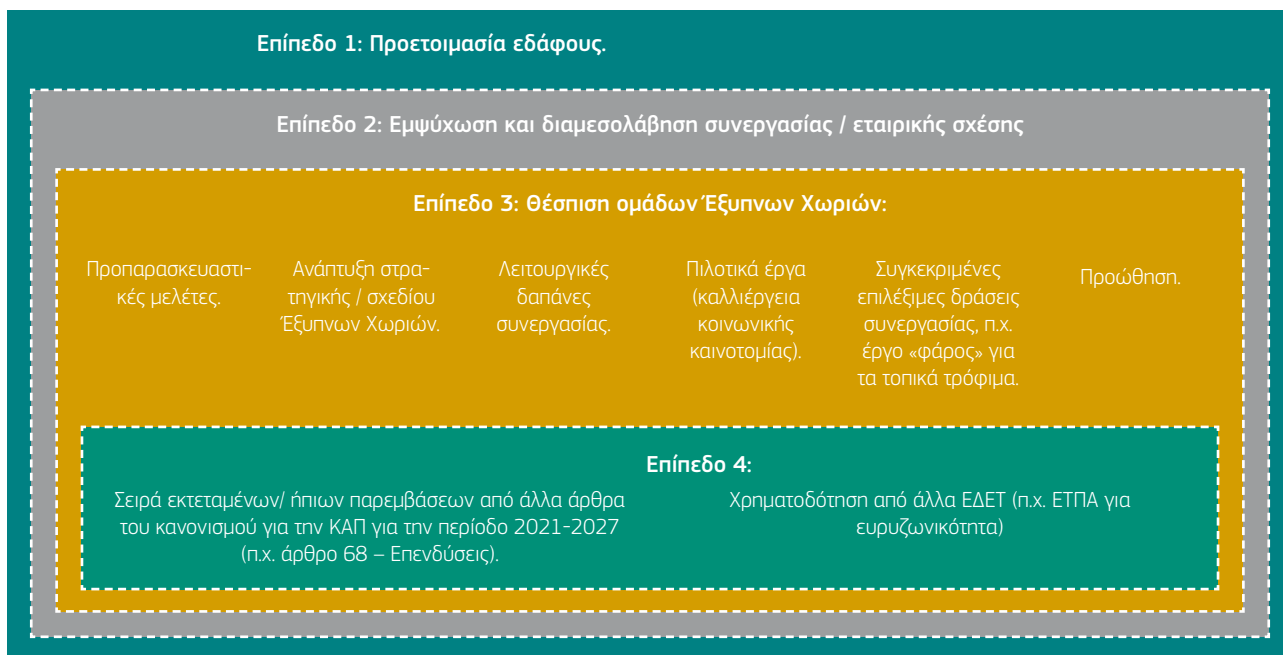 Επίπεδο 1: Προετοιμασία εδάφους.
Επίπεδο 2: Εμψύχωση και διαμεσολάβηση συνεργασίας / εταιρικής σχέσης
Επίπεδο 3: Θέσπιση ομάδων Έξυπνων Χωριών:
Προπαρασκευαστι-
κές μελέτες.
Ανάπτυξη στρα-
τηγικής / σχεδίου
Έξυπνων Χωριών.
Λειτουργικές
δαπάνες
συνεργασίας.
Πιλοτικά έργα
(καλλιέργεια
κοινωνικής
καινοτομίας).
Συγκεκριμένες
επιλέξιμες δράσεις
συνεργασίας, π.χ.
έργο «φάρος» για
τα τοπικά τρόφιμα.
Προώθηση.
Επίπεδο 4:
Σειρά εκτεταμένων/ ήπιων παρεμβάσεων από άλλα άρθρα
του κανονισμού για την ΚΑΠ για την περίοδο 2021-2027
(π.χ. άρθρο 68 – Επενδύσεις).
Χρηματοδότηση από άλλα ΕΔΕΤ (π.χ. ΕΤΠΑ για
ευρυζωνικότητα)